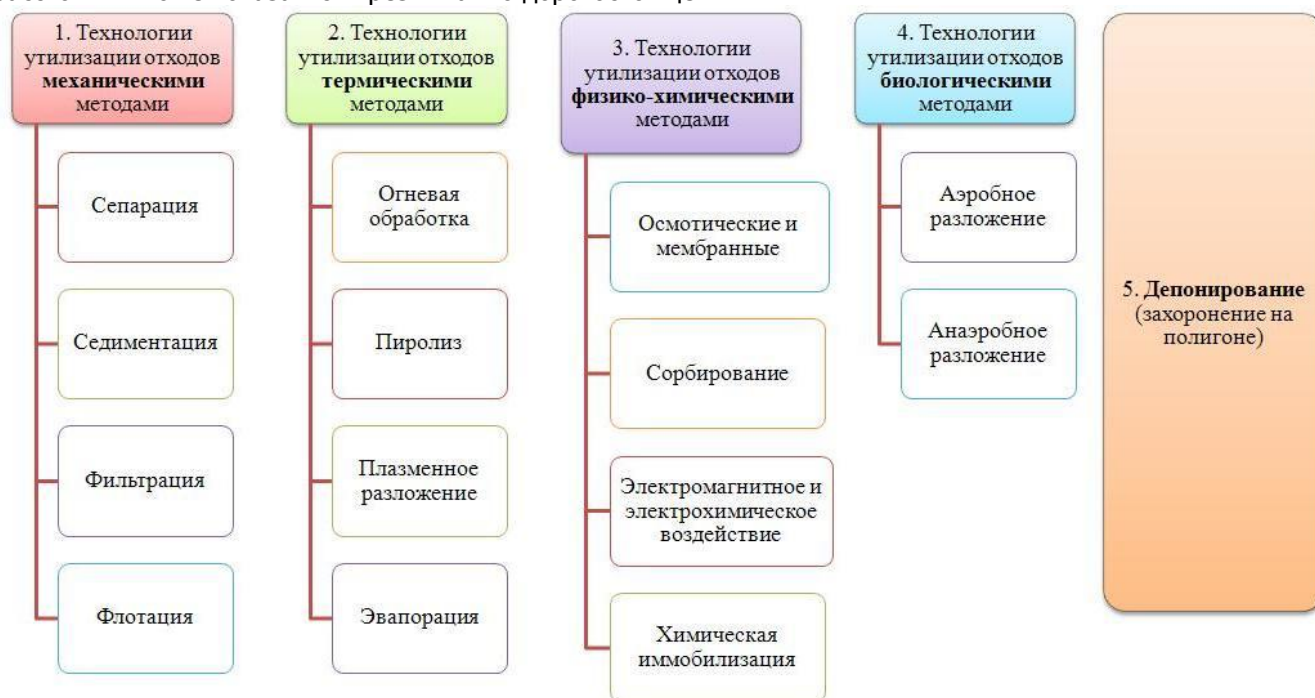 1. Технологии
утилизации отходов
механическими
методами
Сепарация
Седиментация
Фильтрация
Флотация
2. Технологии
утилизации отходов
термическими
методами
Огневая
обработка
Пиролиз
Плазменное
разложение
Эвапорация
3. Технологии
утилизации отходов
физико-химическими
методами
Осмотические и
мембранные
Сорбирование
Электромагнитное и
электрохимическое
воздействие
Химическая
иммобилизация
4. Технологии
утилизации отходов
биологическими
методами
Аэробное
разложение
Анаэробное
разложение
5. Депонирование
(захоронение на
полигоне)